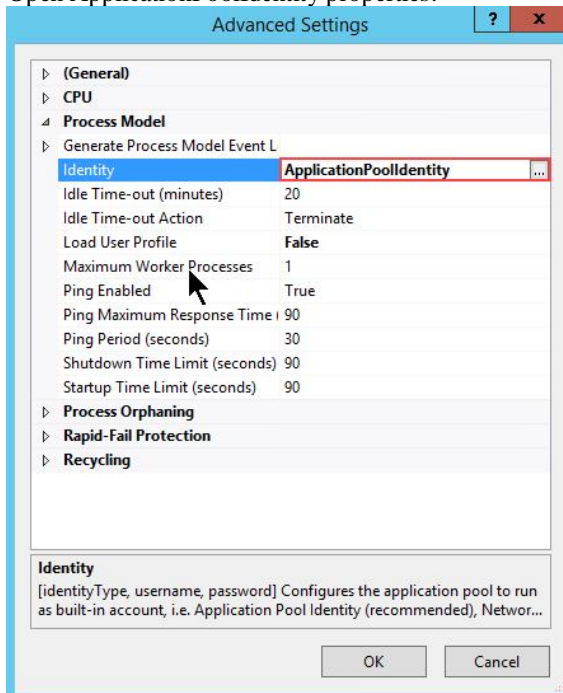 Open ApplicationPoolIdentity properties.
Advanced Settings
?
x
(General)
CPU
Process Model
Generate Process Model Event L
Identity ApplicationPoolIdentity ...
Idle Time-out (minutes) 20
Idle Time-out Action Terminate
Load User Profile False
Maximum Worker Processes 1
Ping Enabled True
Ping Maximum Response Time ( 90
Ping Period (seconds) 30
Shutdown Time Limit (seconds) 90
Startup Time Limit (seconds) 90
Process Orphaning
Rapid-Fail Protection
Recycling
Identity
[identityType, username, password] Configures the application pool to run
as built-in account, i.e. Application Pool Identity (recommended), Networ...
OK Cancel